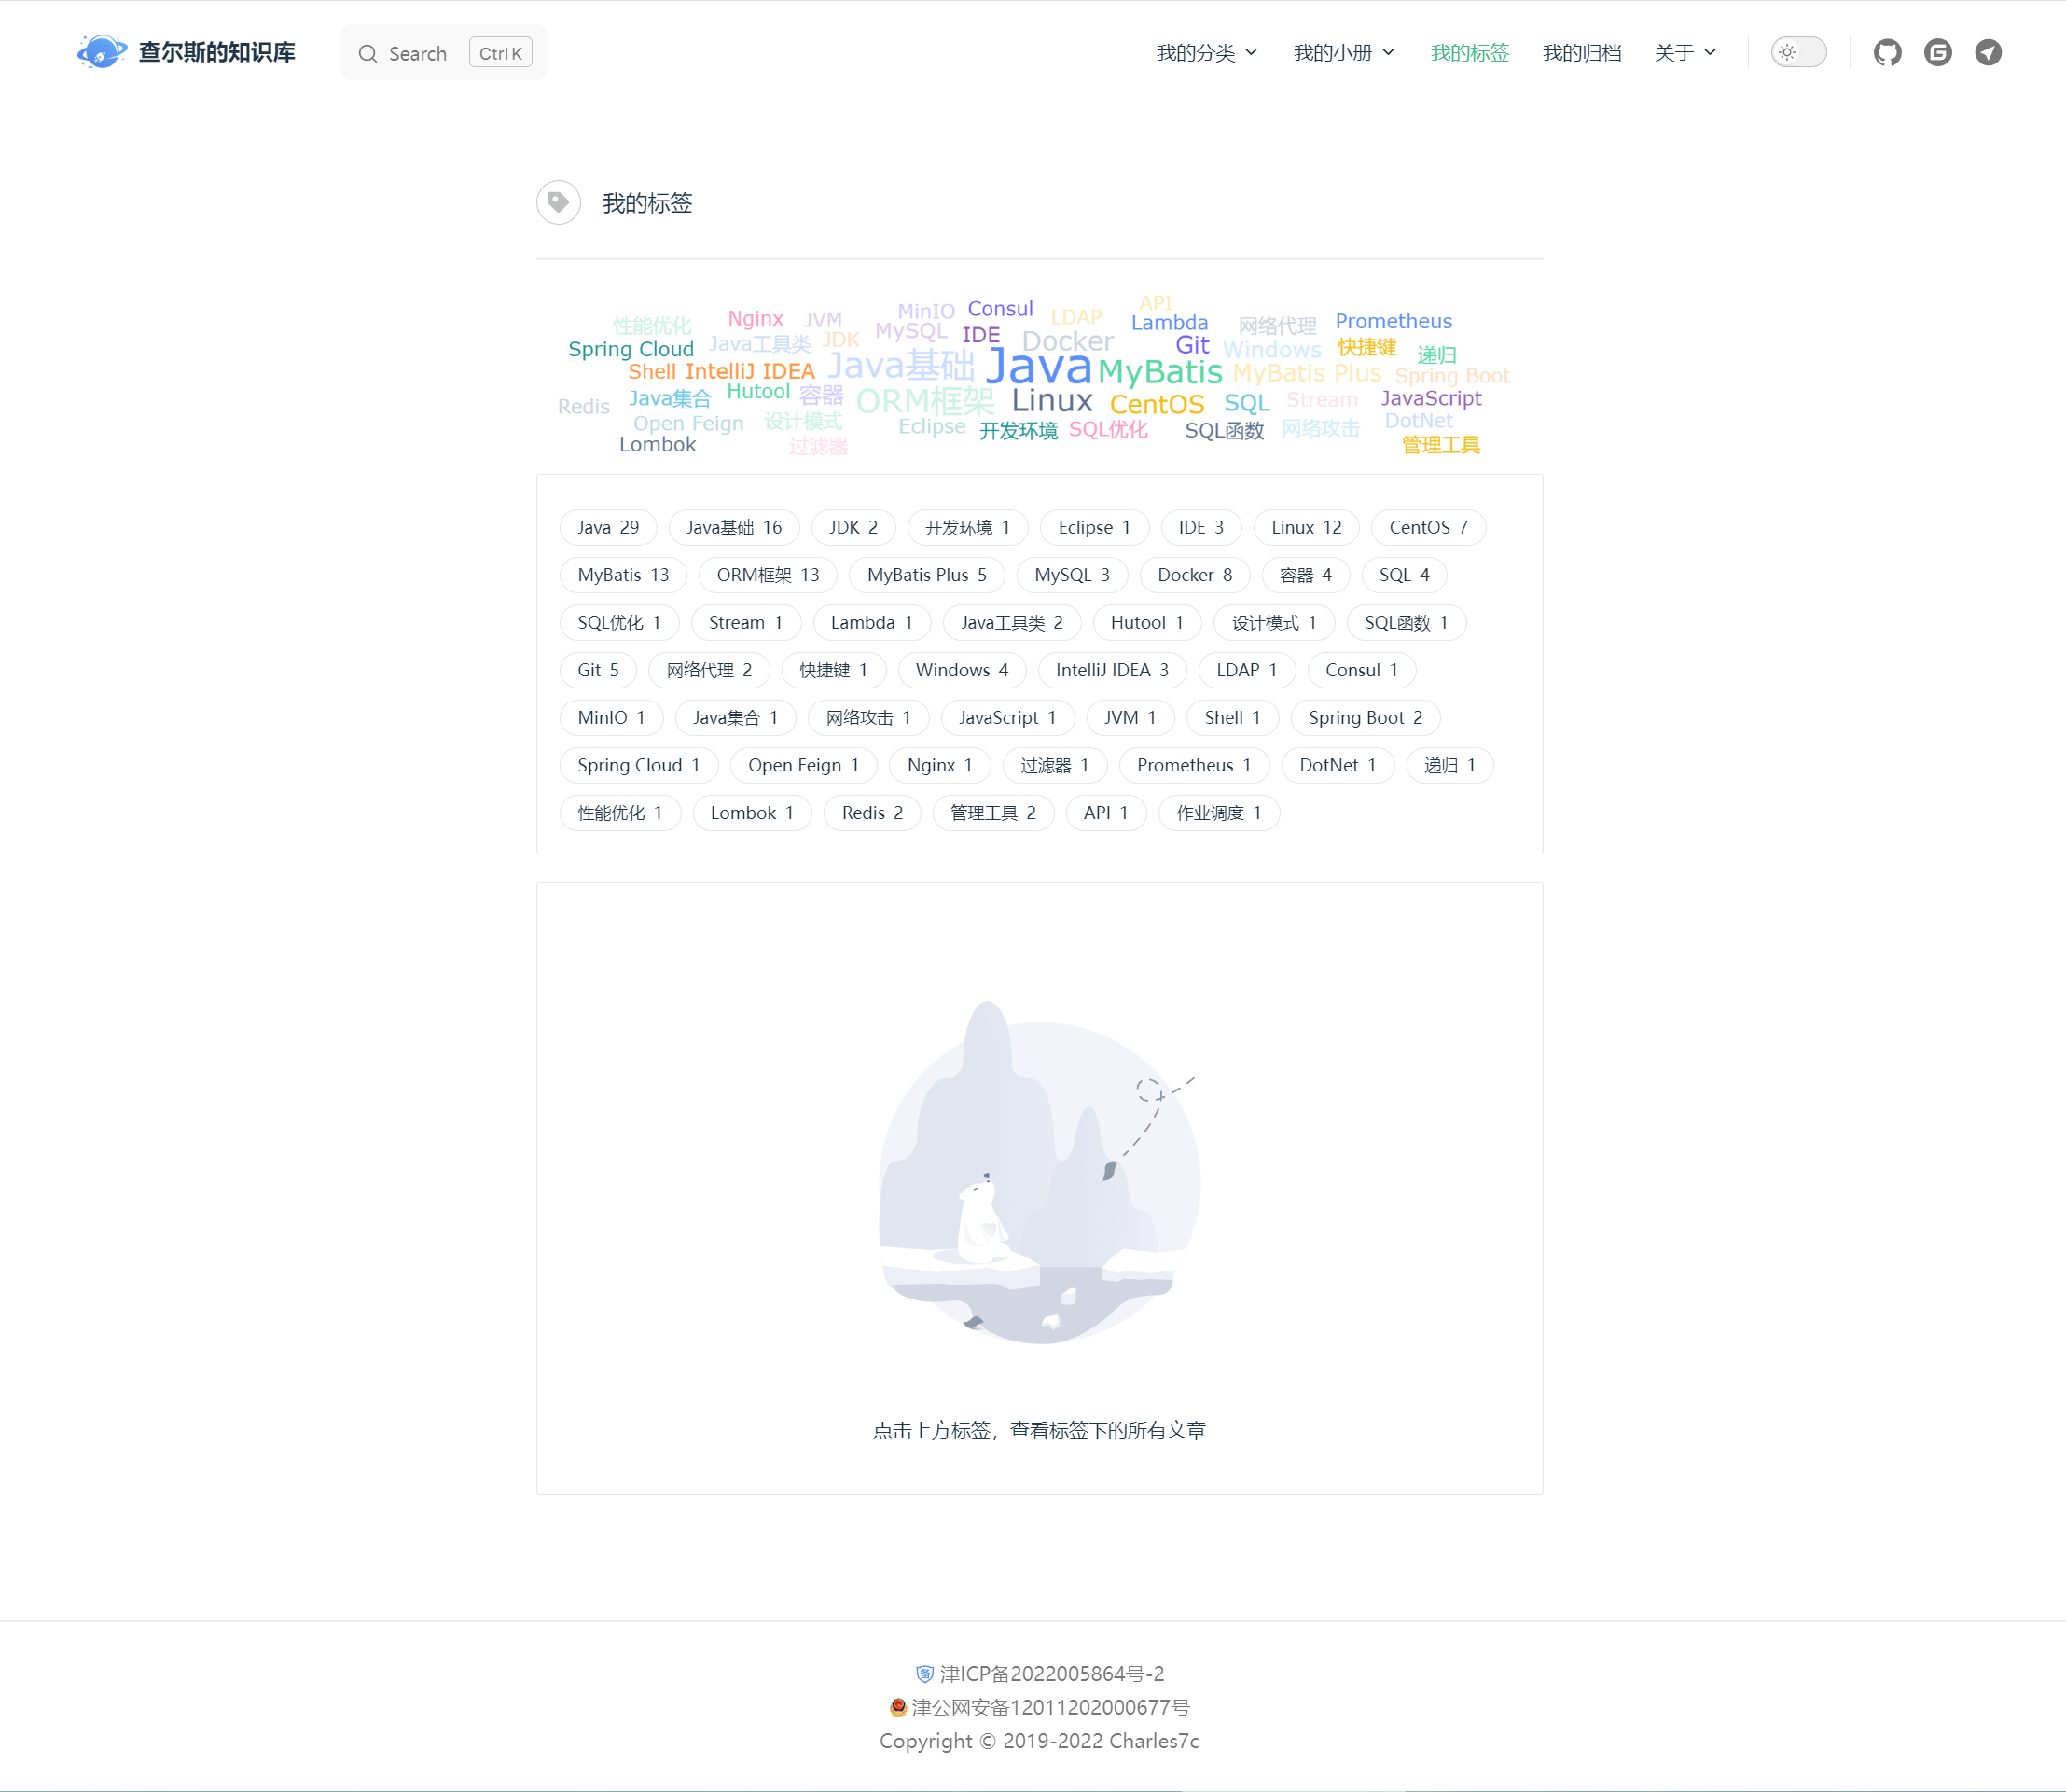 查尔斯的知识库 Search Ctrl K 我的分类 我的小册 我的标签 我的归档 关于
我的标签
MinIO Consul LDAP API
性能优化 Nginx JVM MySQL IDE Lambda 网络代理 Prometheus
Spring Cloud Java工具类 JDK Docker Git Windows 快捷键 递归
Shell IntelliJ IDEA Java基础 Java MyBatis MyBatis Plus Spring Boot
Redis Java集合 Hutool 容器 ORM框架 Linux CentOS SQL Stream JavaScript
Open Feign 设计模式 Eclipse 开发环境 SQL优化 SQL函数 网络攻击 DotNet
Lombok 过滤器 管理工具
Java 29 Java基础 16 JDK 2 开发环境 1 Eclipse 1 IDE 3 Linux 12 CentOS 7
MyBatis 13 ORM框架 13 MyBatis Plus 5 MySQL 3 Docker 8 容器 4 SQL 4
SQL优化 1 Stream 1 Lambda 1 Java工具类 2 Hutool 1 设计模式 1 SQL函数 1
Git 5 网络代理 2 快捷键 1 Windows 4 IntelliJ IDEA 3 LDAP 1 Consul 1
MinIO 1 Java集合 1 网络攻击 1 JavaScript 1 JVM 1 Shell 1 Spring Boot 2
Spring Cloud 1 Open Feign 1 Nginx 1 过滤器 1 Prometheus 1 DotNet 1 递归 1
性能优化 1 Lombok 1 Redis 2 管理工具 2 API 1 作业调度 1
点击上方标签，查看标签下的所有文章
津ICP备2022005864号-2
津公网安备12011202000677号
Copyright © 2019-2022 Charles7c